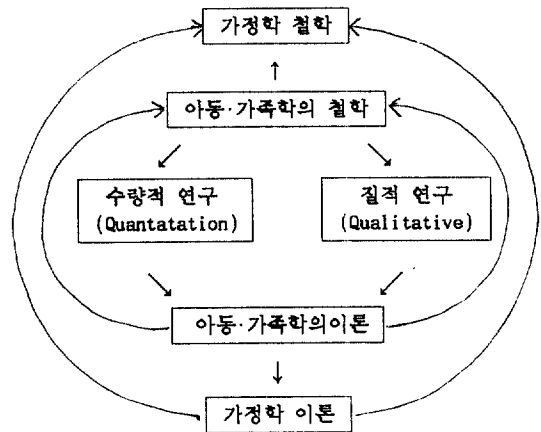 가정학 철학
아동·가족학의 철학
수량적 연구
(Quantatation)
질적 연구
(Qualitative)
아동·가족학의이론
가정학 이론